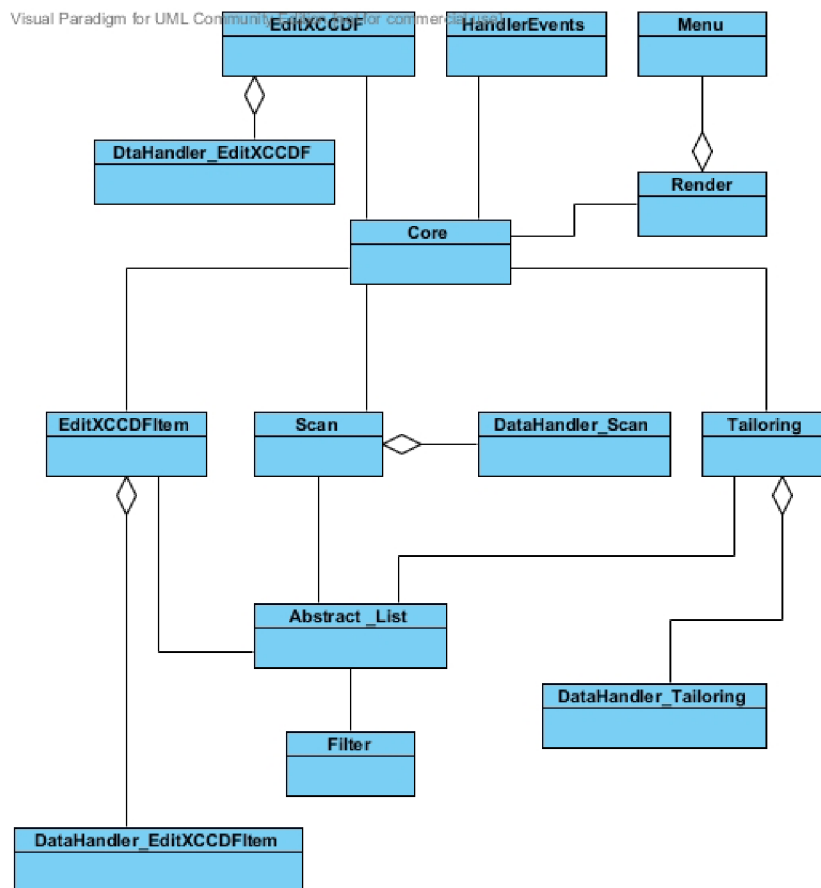 Visual Paradigm for UML Community Edition [not for commercial use]
EditXCCDF
HandlerEvents
Menu
DtaHandler_EditXCCDF
Render
Core
EditXCCDFItem
Scan
DataHandler_Scan
Tailoring
Abstract _List
DataHandler_Tailoring
Filter
DataHandler_EditXCCDFItem